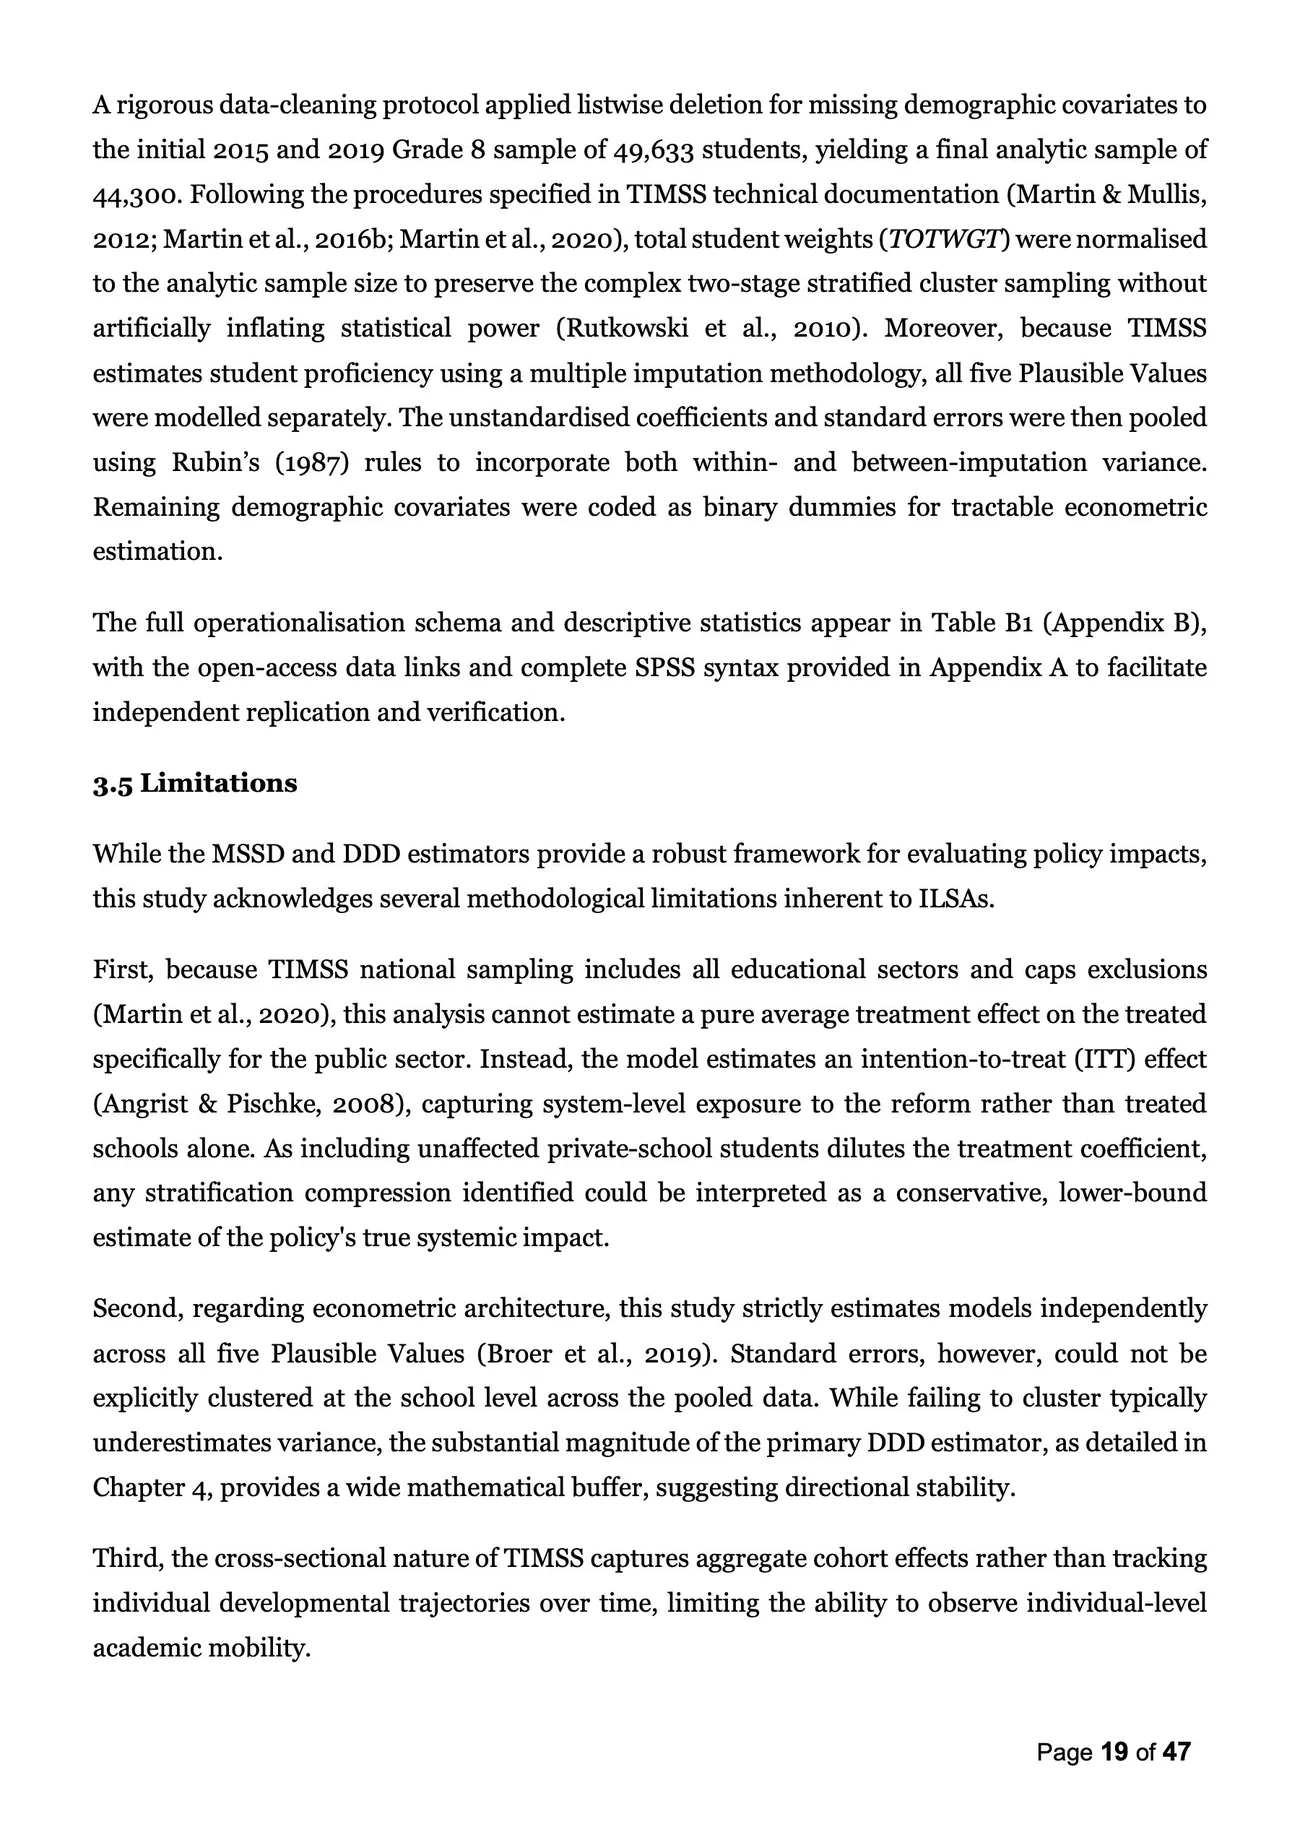 A rigorous data-cleaning protocol applied listwise deletion for missing demographic covariates to
the initial 2015 and 2019 Grade 8 sample of 49,633 students, yielding a final analytic sample of
44,300. Following the procedures specified in TIMSS technical documentation (Martin & Mullis,
2012; Martin et al., 2016b; Martin et al., 2020), total student weights (TOTWGT) were normalised
to the analytic sample size to preserve the complex two-stage stratified cluster sampling without
artificially inflating statistical power (Rutkowski et al., 2010). Moreover, because TIMSS
estimates student proficiency using a multiple imputation methodology, all five Plausible Values
were modelled separately. The unstandardised coefficients and standard errors were then pooled
using Rubin’s (1987) rules to incorporate both within- and between-imputation variance.
Remaining demographic covariates were coded as binary dummies for tractable econometric
estimation.
The full operationalisation schema and descriptive statistics appear in Table B1 (Appendix B),
with the open-access data links and complete SPSS syntax provided in Appendix A to facilitate
independent replication and verification.
3.5 Limitations
While the MSSD and DDD estimators provide a robust framework for evaluating policy impacts,
this study acknowledges several methodological limitations inherent to ILSAs.
First, because TIMSS national sampling includes all educational sectors and caps exclusions
(Martin et al., 2020), this analysis cannot estimate a pure average treatment effect on the treated
specifically for the public sector. Instead, the model estimates an intention-to-treat (ITT) effect
(Angrist & Pischke, 2008), capturing system-level exposure to the reform rather than treated
schools alone. As including unaffected private-school students dilutes the treatment coefficient,
any stratification compression identified could be interpreted as a conservative, lower-bound
estimate of the policy's true systemic impact.
Second, regarding econometric architecture, this study strictly estimates models independently
across all five Plausible Values (Broer et al., 2019). Standard errors, however, could not be
explicitly clustered at the school level across the pooled data. While failing to cluster typically
underestimates variance, the substantial magnitude of the primary DDD estimator, as detailed in
Chapter 4, provides a wide mathematical buffer, suggesting directional stability.
Third, the cross-sectional nature of TIMSS captures aggregate cohort effects rather than tracking
individual developmental trajectories over time, limiting the ability to observe individual-level
academic mobility.
Page 19 of 47